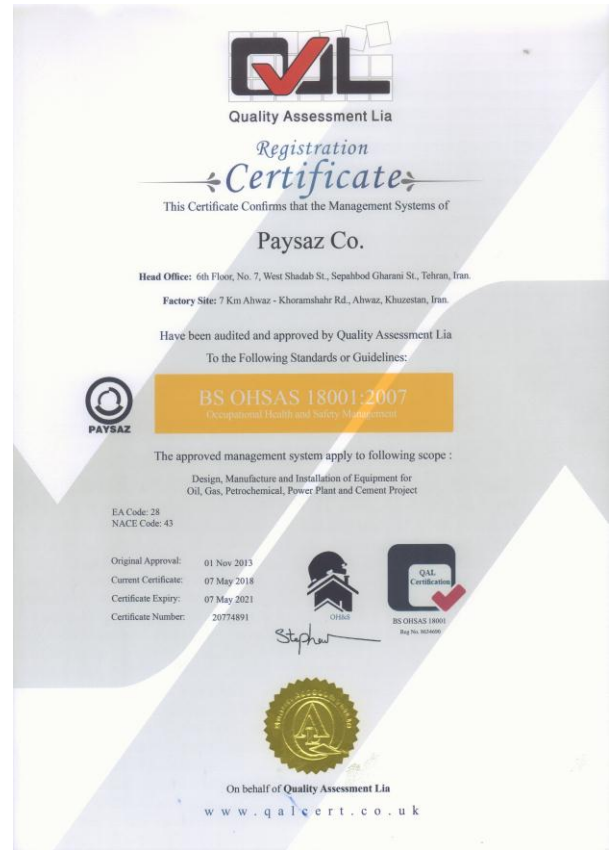 QAL
Quality Assessment Lia
Registration
Certificate
This Certificate Confirms that the Management Systems of
Paysaz Co.
Head Office: 6th Floor, No. 7, West Shadab St., Sepahbod Gharani St., Tehran, Iran.
Factory Site: 7 Km Ahwaz - Khoramshahr Rd., Ahwaz, Khuzestan, Iran.
Have been audited and approved by Quality Assessment Lia
To the Following Standards or Guidelines:
BS OHSAS 18001:2007
Occupational Health and Safety Management
PAYSAZ
The approved management system apply to following scope :
Design, Manufacture and Installation of Equipment for
Oil, Gas, Petrochemical, Power Plant and Cement Project
EA Code: 28
NACE Code: 43
Original Approval: 01 Nov 2013
Current Certificate: 07 May 2018
Certificate Expiry: 07 May 2021
Certificate Number: 20774891
OH&S
QAL
Certification
BS OHSAS 18001
Stephen
On behalf of Quality Assessment Lia
www.qalcert.co.uk